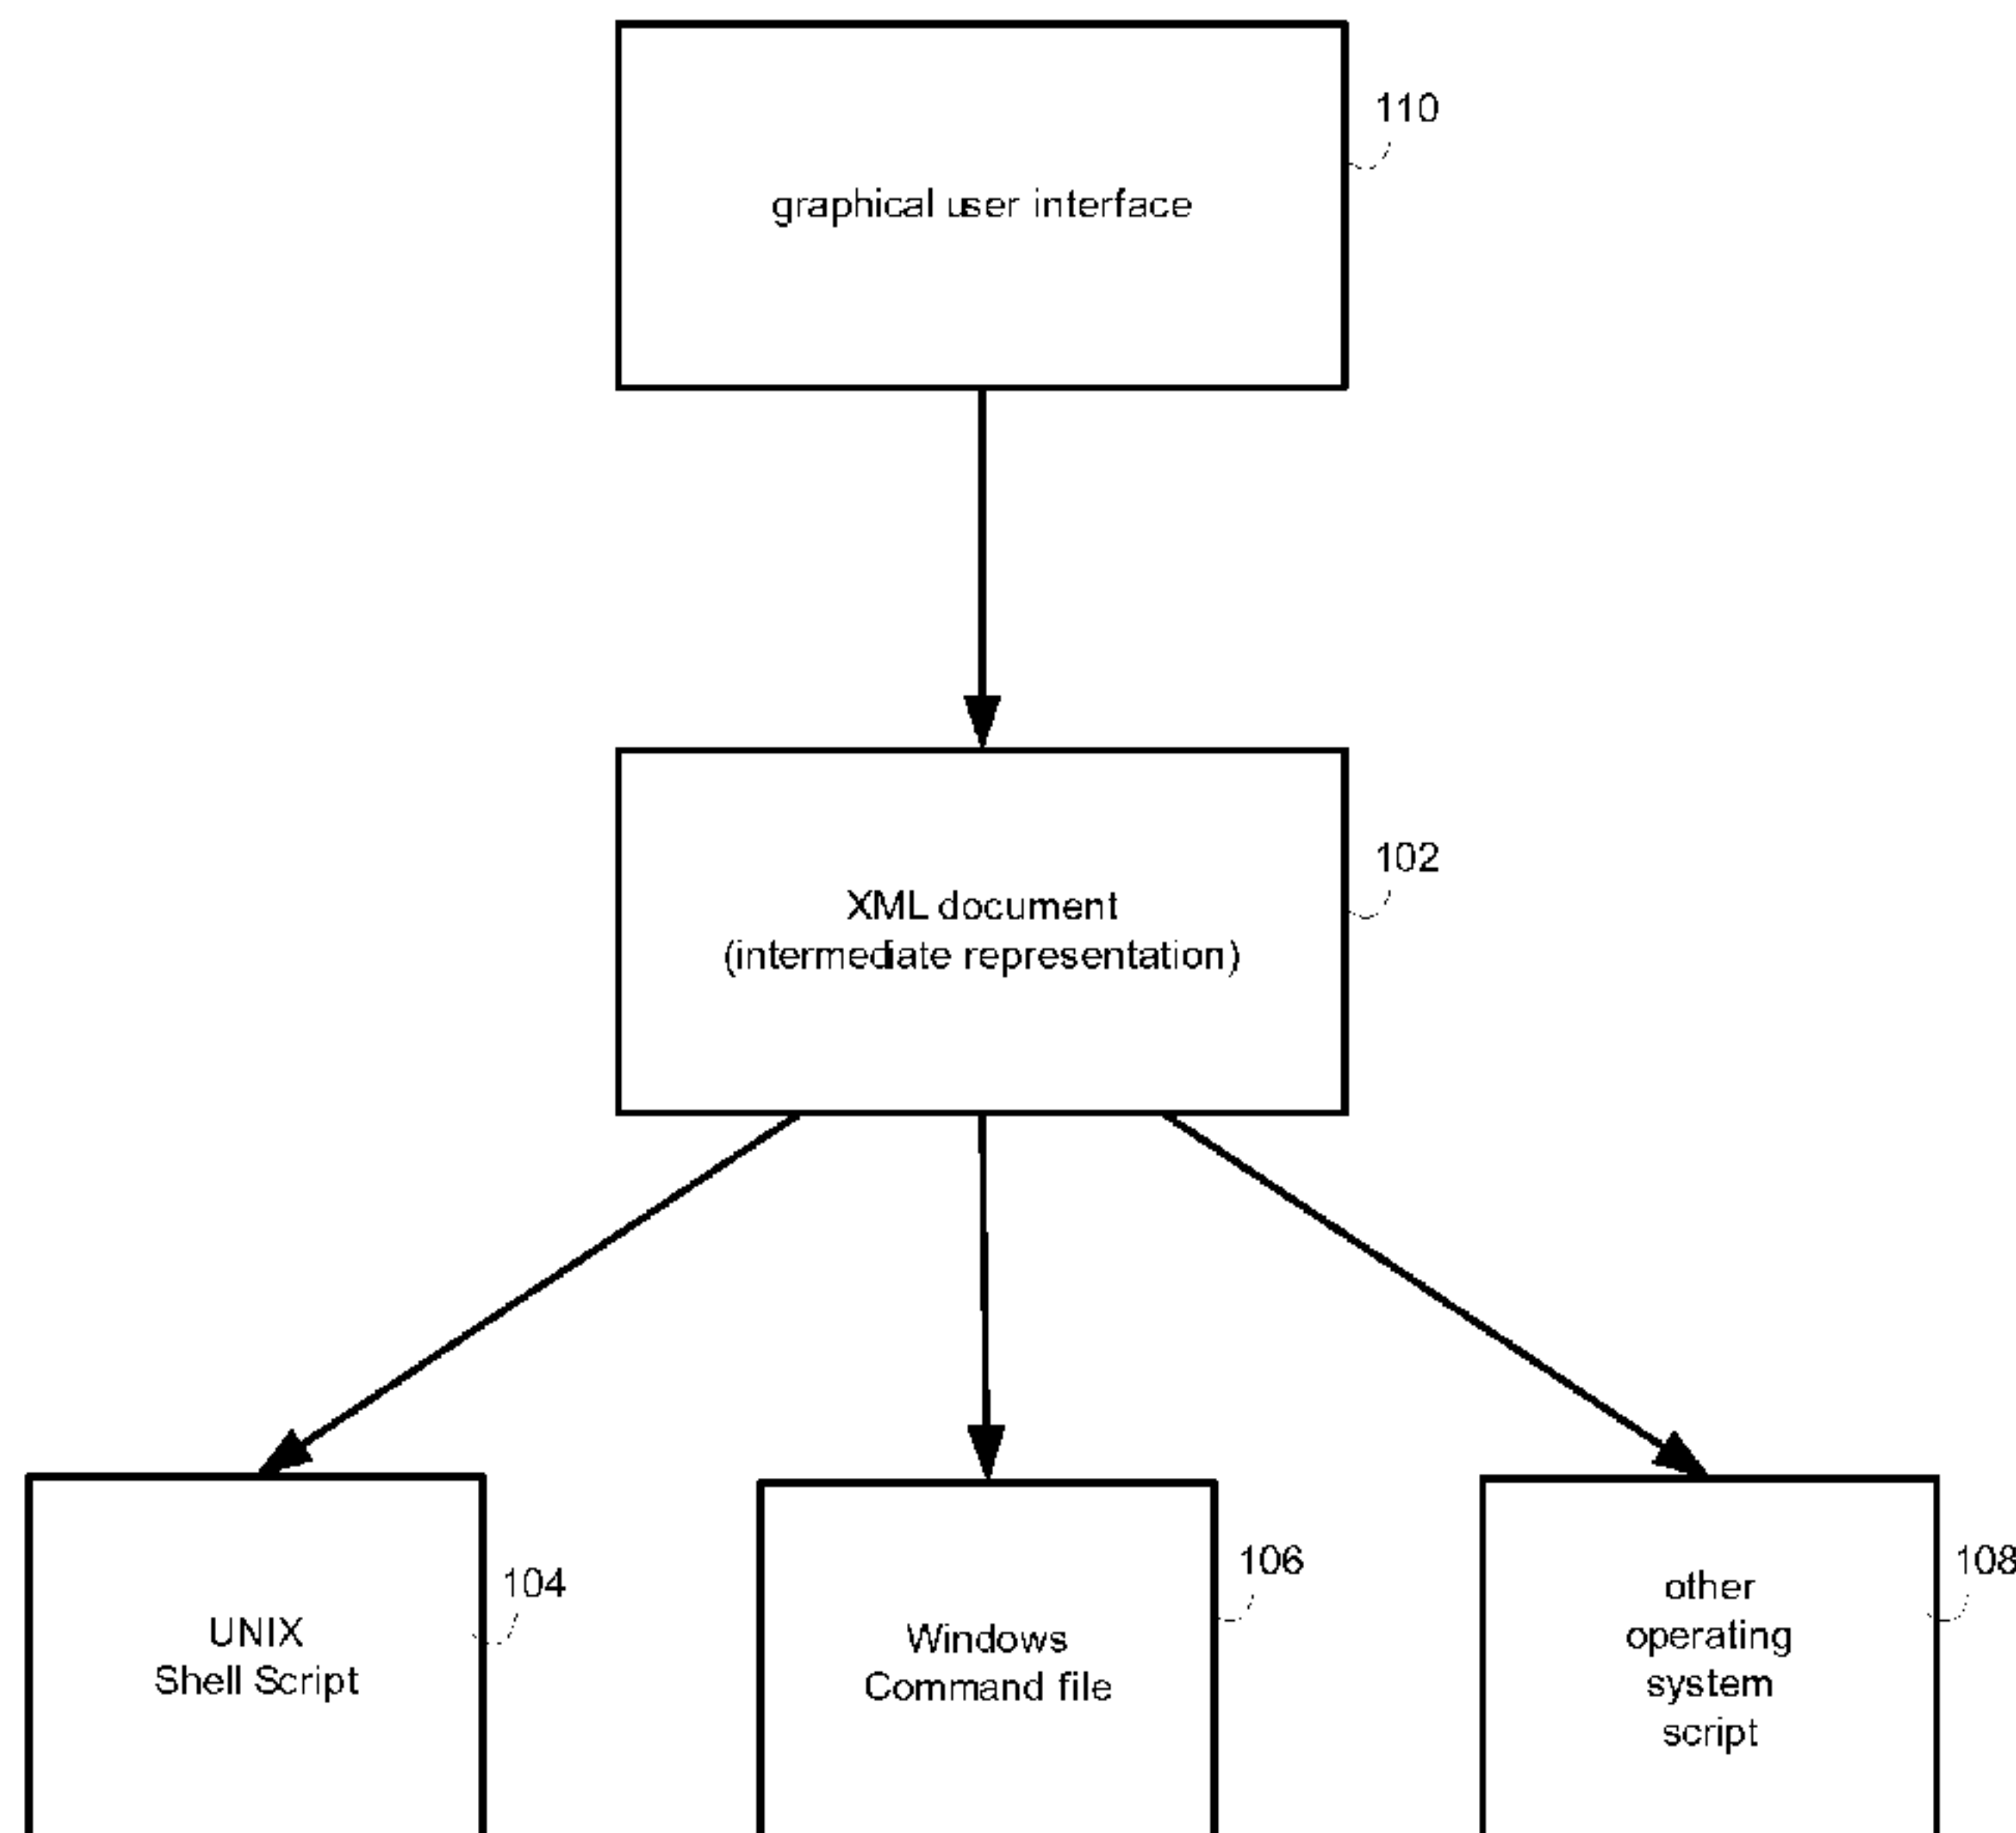 110
graphical user interface
102
XML document
(intermediate representation)
104
UNIX
Shell Script
106
Windows
Command file
108
other
operating
system
script